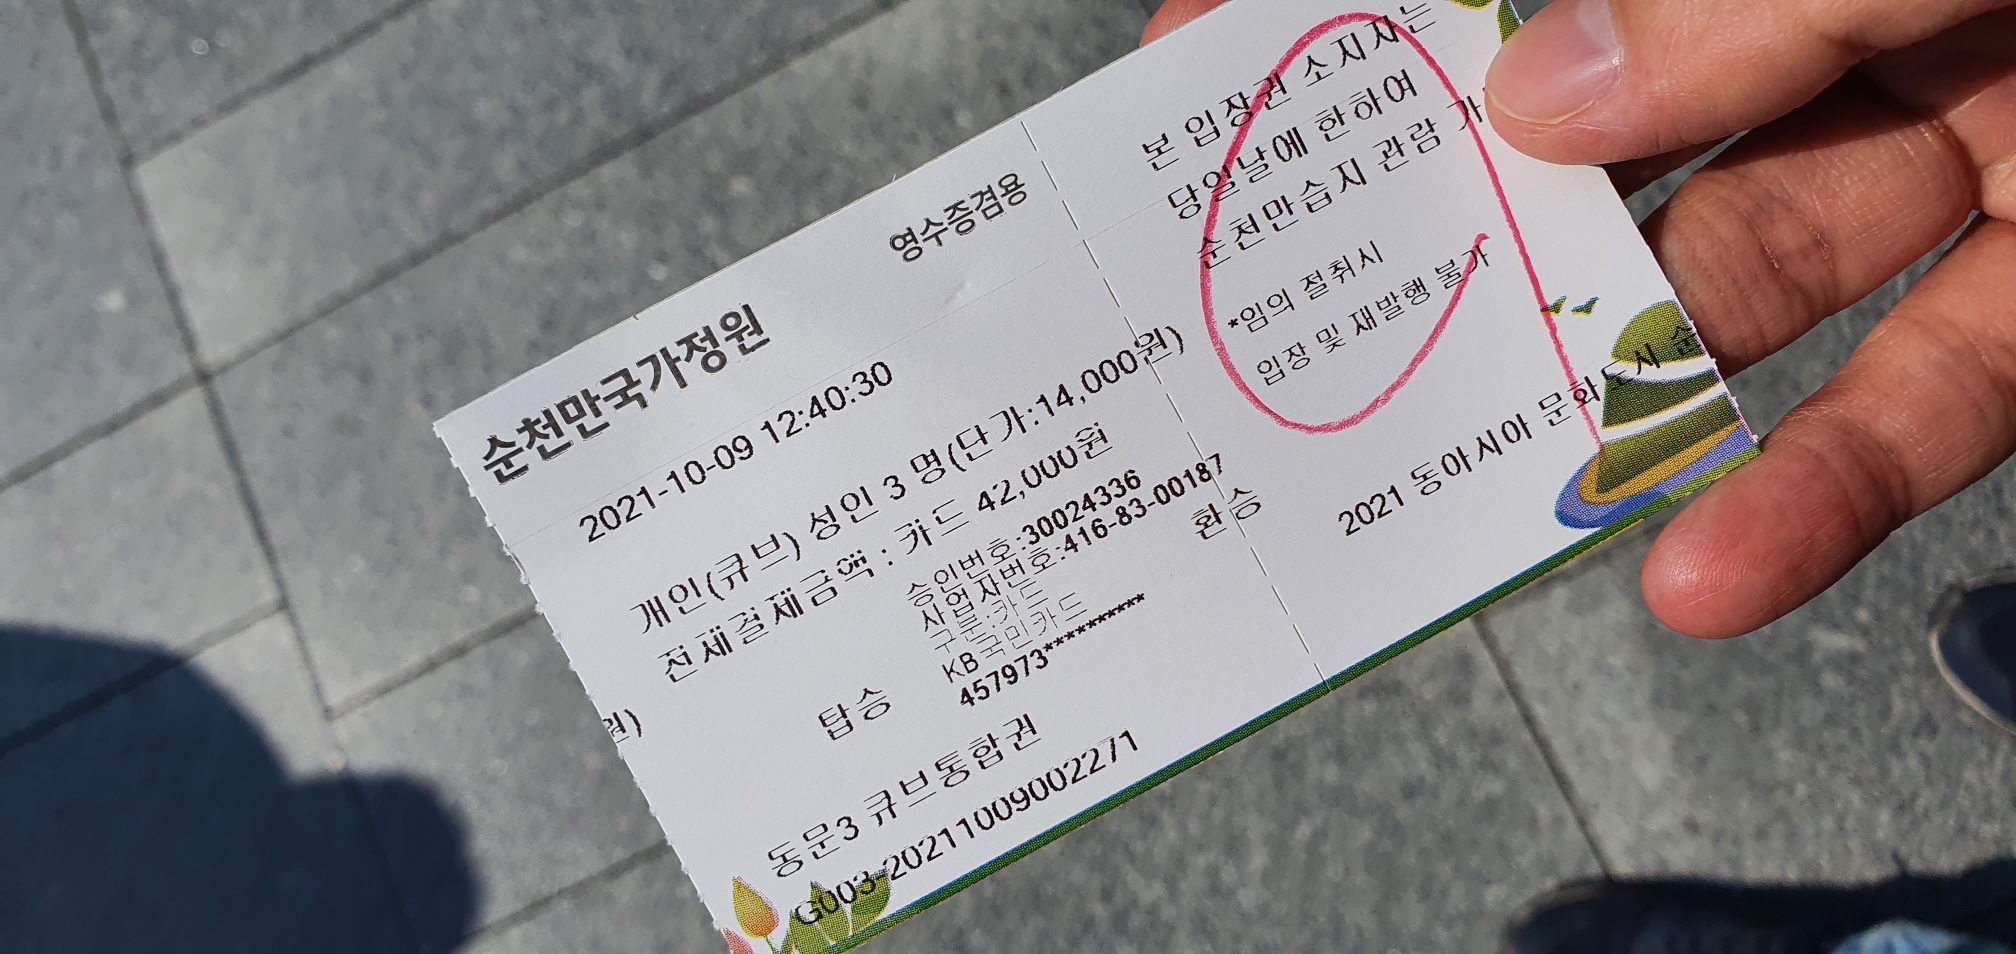 순천만국가정원
영수증겸용
2021-10-09 12:40:30
개인(큐브) 성인 3 명(단가:14,000원)
전체결제금액 : 카드 42,000원
승인번호:30024336
사업자번호:416-83-00187
구분:카드
KB국민카드
457973**********
탑승
환승
동문3 큐브통합권
G003-20211009002271
원)
본 입장권 소지자는
당일날에 한하여
순천만습지 관람 가
*임의 절취시
입장 및 재발행 불가
2021 동아시아 문화도시 순